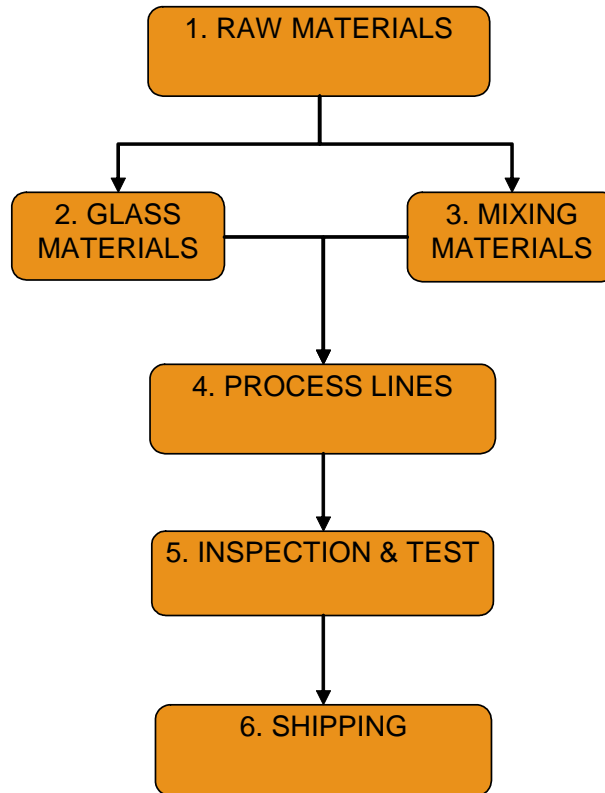 1. RAW MATERIALS
2. GLASS
MATERIALS
3. MIXING
MATERIALS
4. PROCESS LINES
5. INSPECTION & TEST
6. SHIPPING